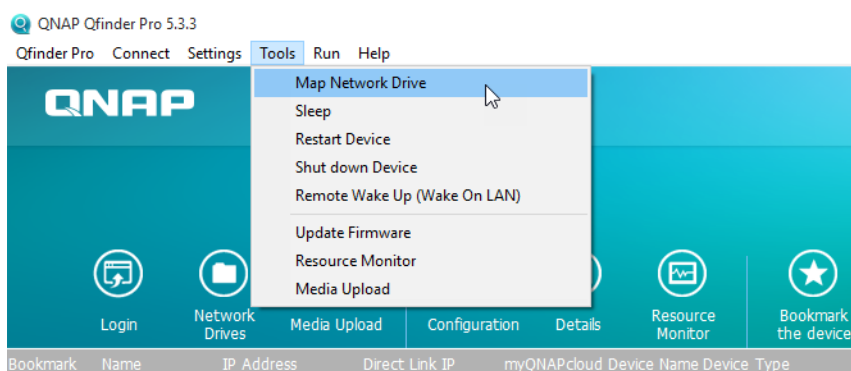 QNAP Qfinder Pro 5.3.3
Qfinder Pro Connect Settings Tools Run Help
QNAP
Map Network Drive
Sleep
Restart Device
Shut down Device
Remote Wake Up (Wake On LAN)
Update Firmware
Resource Monitor
Media Upload
Login
Network
Drives
Media Upload
Configuration
Details
Resource
Monitor
Bookmark
the device
Bookmark Name IP Address Direct Link IP myQNAPcloud Device Name Device Type